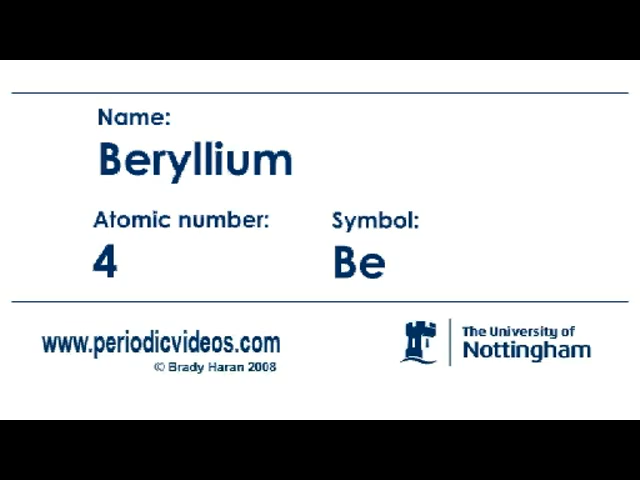 Name:
Beryllium
Atomic number:
4
Symbol:
Be
www.periodicvideos.com
© Brady Haran 2008
The University of
Nottingham